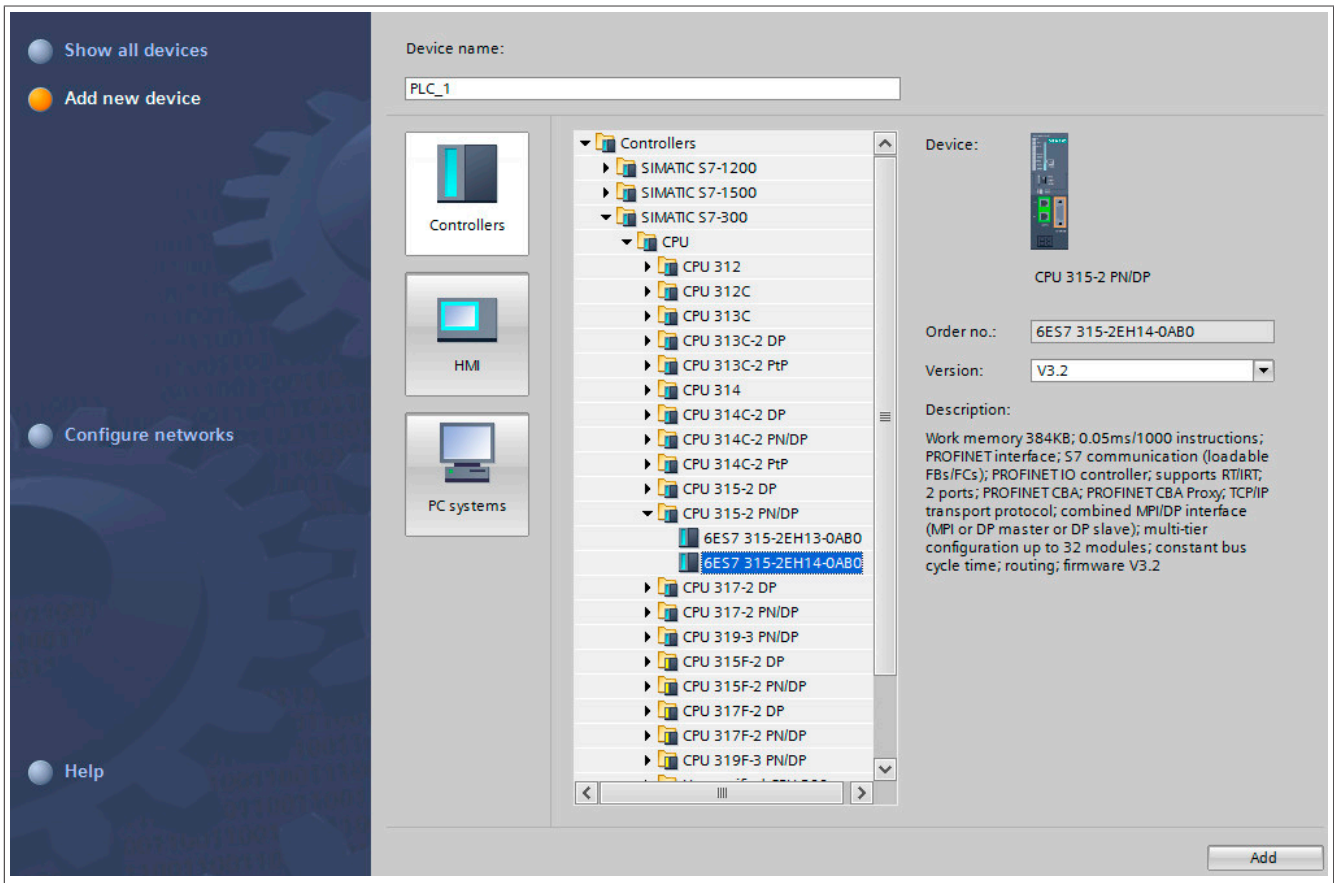 Show all devices
Add new device
Configure networks
Help
Device name:
PLC_1
Controllers
HMI
PC systems
Controllers
SIMATIC S7-1200
SIMATIC S7-1500
SIMATIC S7-300
CPU
CPU 312
CPU 312C
CPU 313C
CPU 313C-2 DP
CPU 313C-2 PtP
CPU 314
CPU 314C-2 DP
CPU 314C-2 PN/DP
CPU 314C-2 PtP
CPU 315-2 DP
CPU 315-2 PN/DP
6ES7 315-2EH13-0AB0
6ES7 315-2EH14-0AB0
CPU 317-2 DP
CPU 317-2 PN/DP
CPU 319-3 PN/DP
CPU 315F-2 DP
CPU 315F-2 PN/DP
CPU 317F-2 DP
CPU 317F-2 PN/DP
CPU 319F-3 PN/DP
Device:
CPU 315-2 PN/DP
Order no.:
6ES7 315-2EH14-0AB0
Version:
V3.2
Description:
Work memory 384KB; 0.05ms/1000 instructions;
PROFINET interface; S7 communication (loadable
FBs/FCs); PROFINET IO controller; supports RT/IRT;
2 ports; PROFINET CBA; PROFINET CBA Proxy; TCP/IP
transport protocol; combined MPI/DP interface
(MPI or DP master or DP slave); multi-tier
configuration up to 32 modules; constant bus
cycle time; routing; firmware V3.2
Add